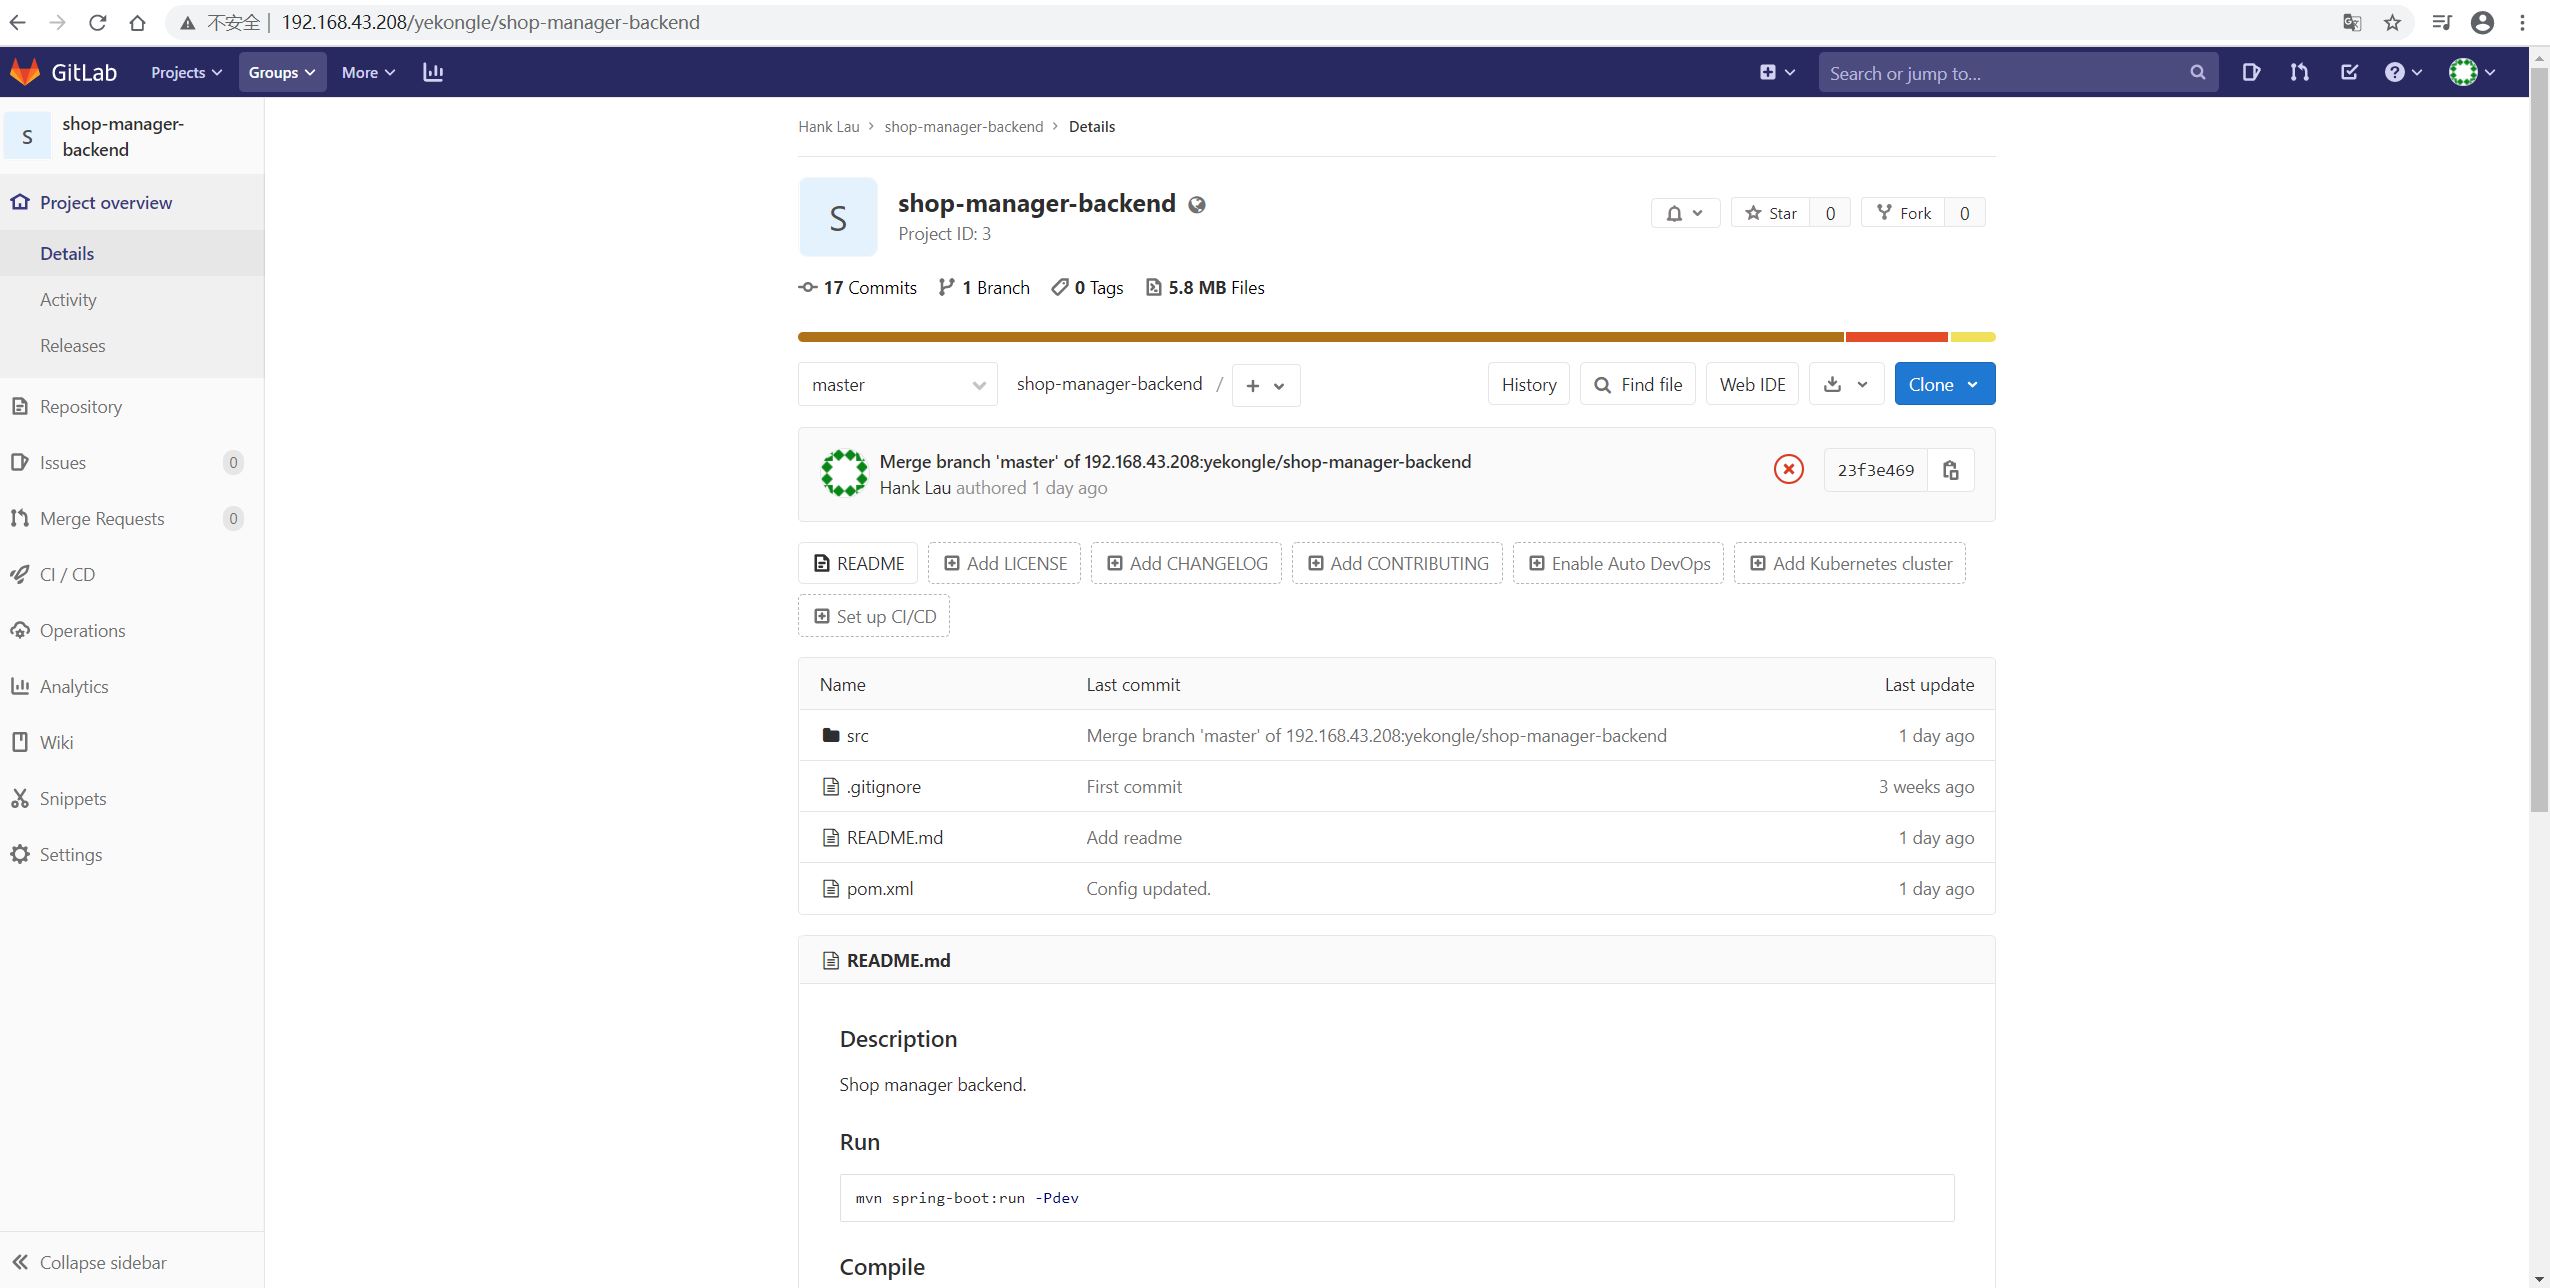 不安全 | 192.168.43.208/yekongle/shop-manager-backend
GitLab Projects Groups More Search or jump to...
S shop-manager-
backend
Project overview
Details
Activity
Releases
Repository
Issues 0
Merge Requests 0
CI / CD
Operations
Analytics
Wiki
Snippets
Settings
Collapse sidebar
Hank Lau > shop-manager-backend > Details
S
shop-manager-backend
Project ID: 3
Star 0 Fork 0
17 Commits 1 Branch 0 Tags 5.8 MB Files
master shop-manager-backend / + History Find file Web IDE Clone
Merge branch 'master' of 192.168.43.208:yekongle/shop-manager-backend
Hank Lau authored 1 day ago
23f3e469
README Add LICENSE Add CHANGELOG Add CONTRIBUTING Enable Auto DevOps Add Kubernetes cluster
Set up CI/CD
Name Last commit Last update
src Merge branch 'master' of 192.168.43.208:yekongle/shop-manager-backend 1 day ago
.gitignore First commit 3 weeks ago
README.md Add readme 1 day ago
pom.xml Config updated. 1 day ago
README.md
Description
Shop manager backend.
Run
mvn spring-boot:run -Pdev
Compile